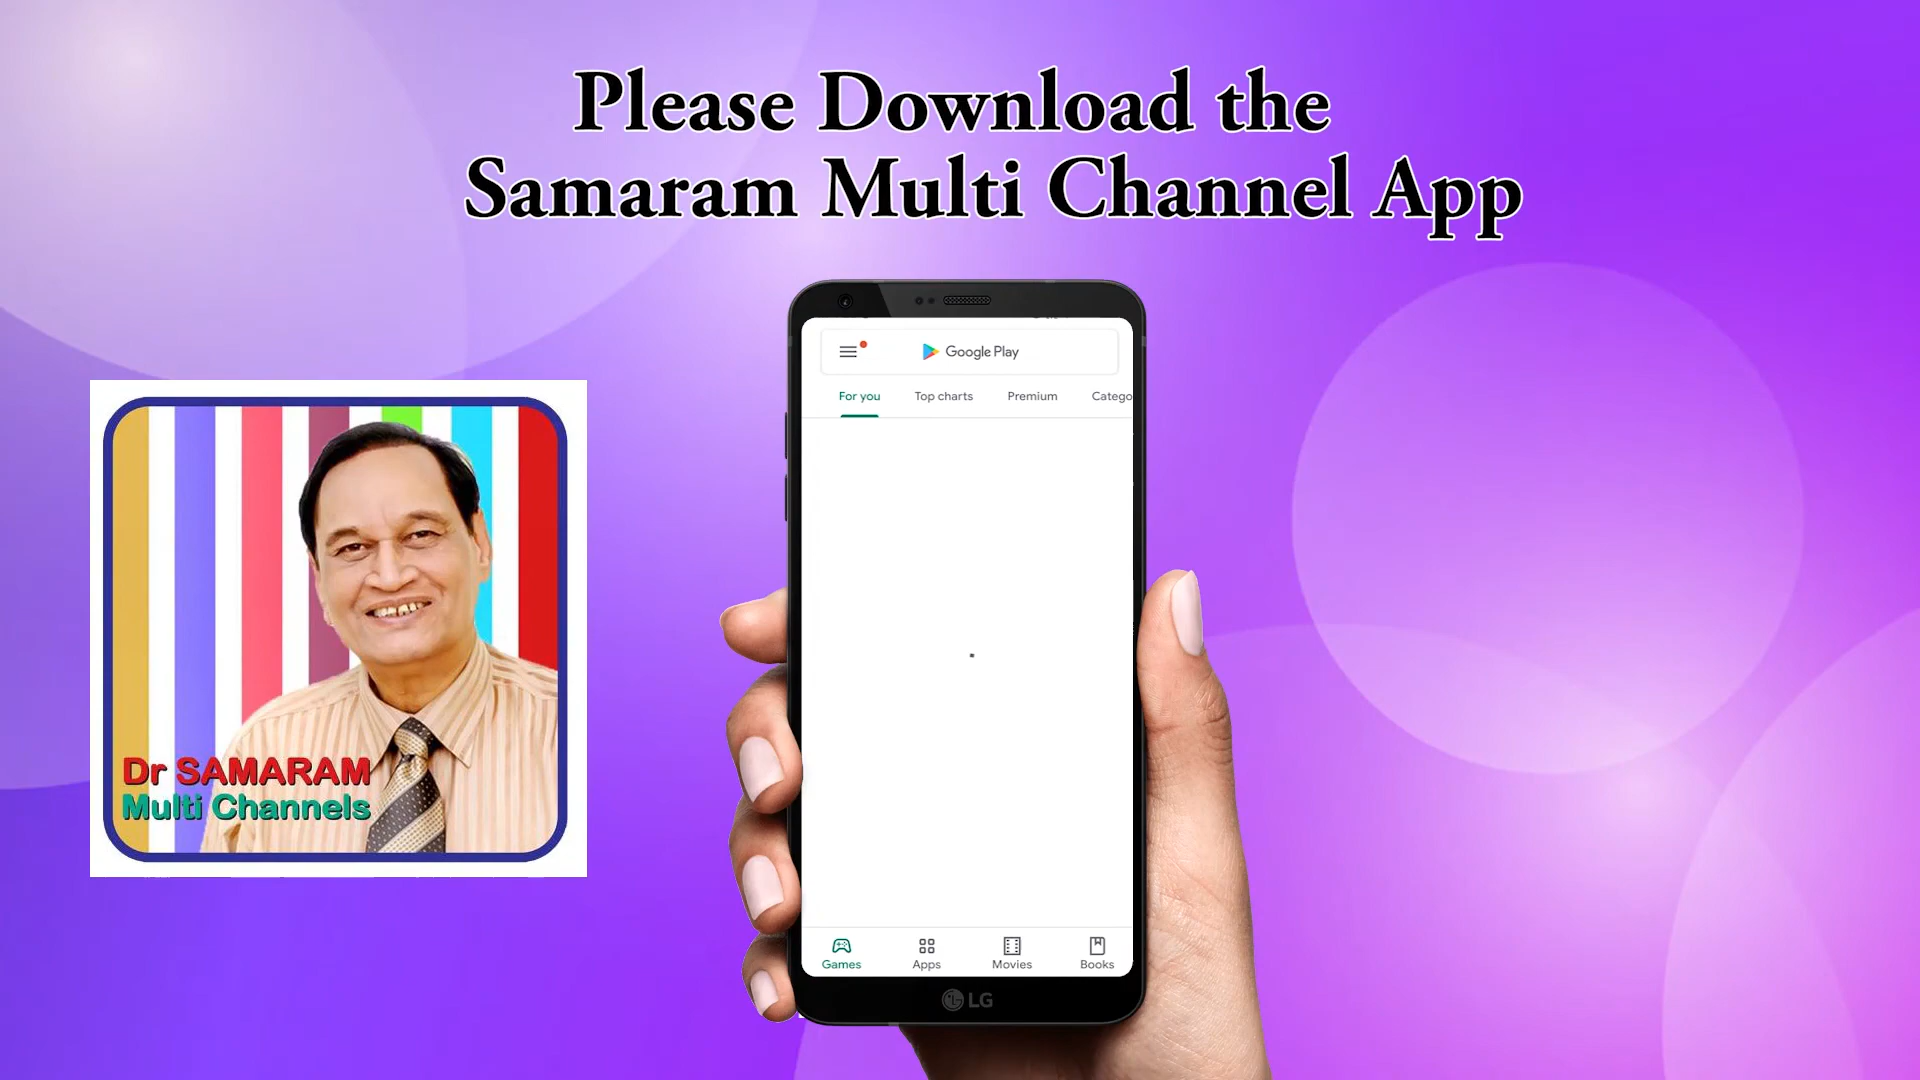 Please Download the
Samaram Multi Channel App
Google Play
For you Top charts Premium Catego
Dr SAMARAM
Multi Channels
Games Apps Movies Books
LG